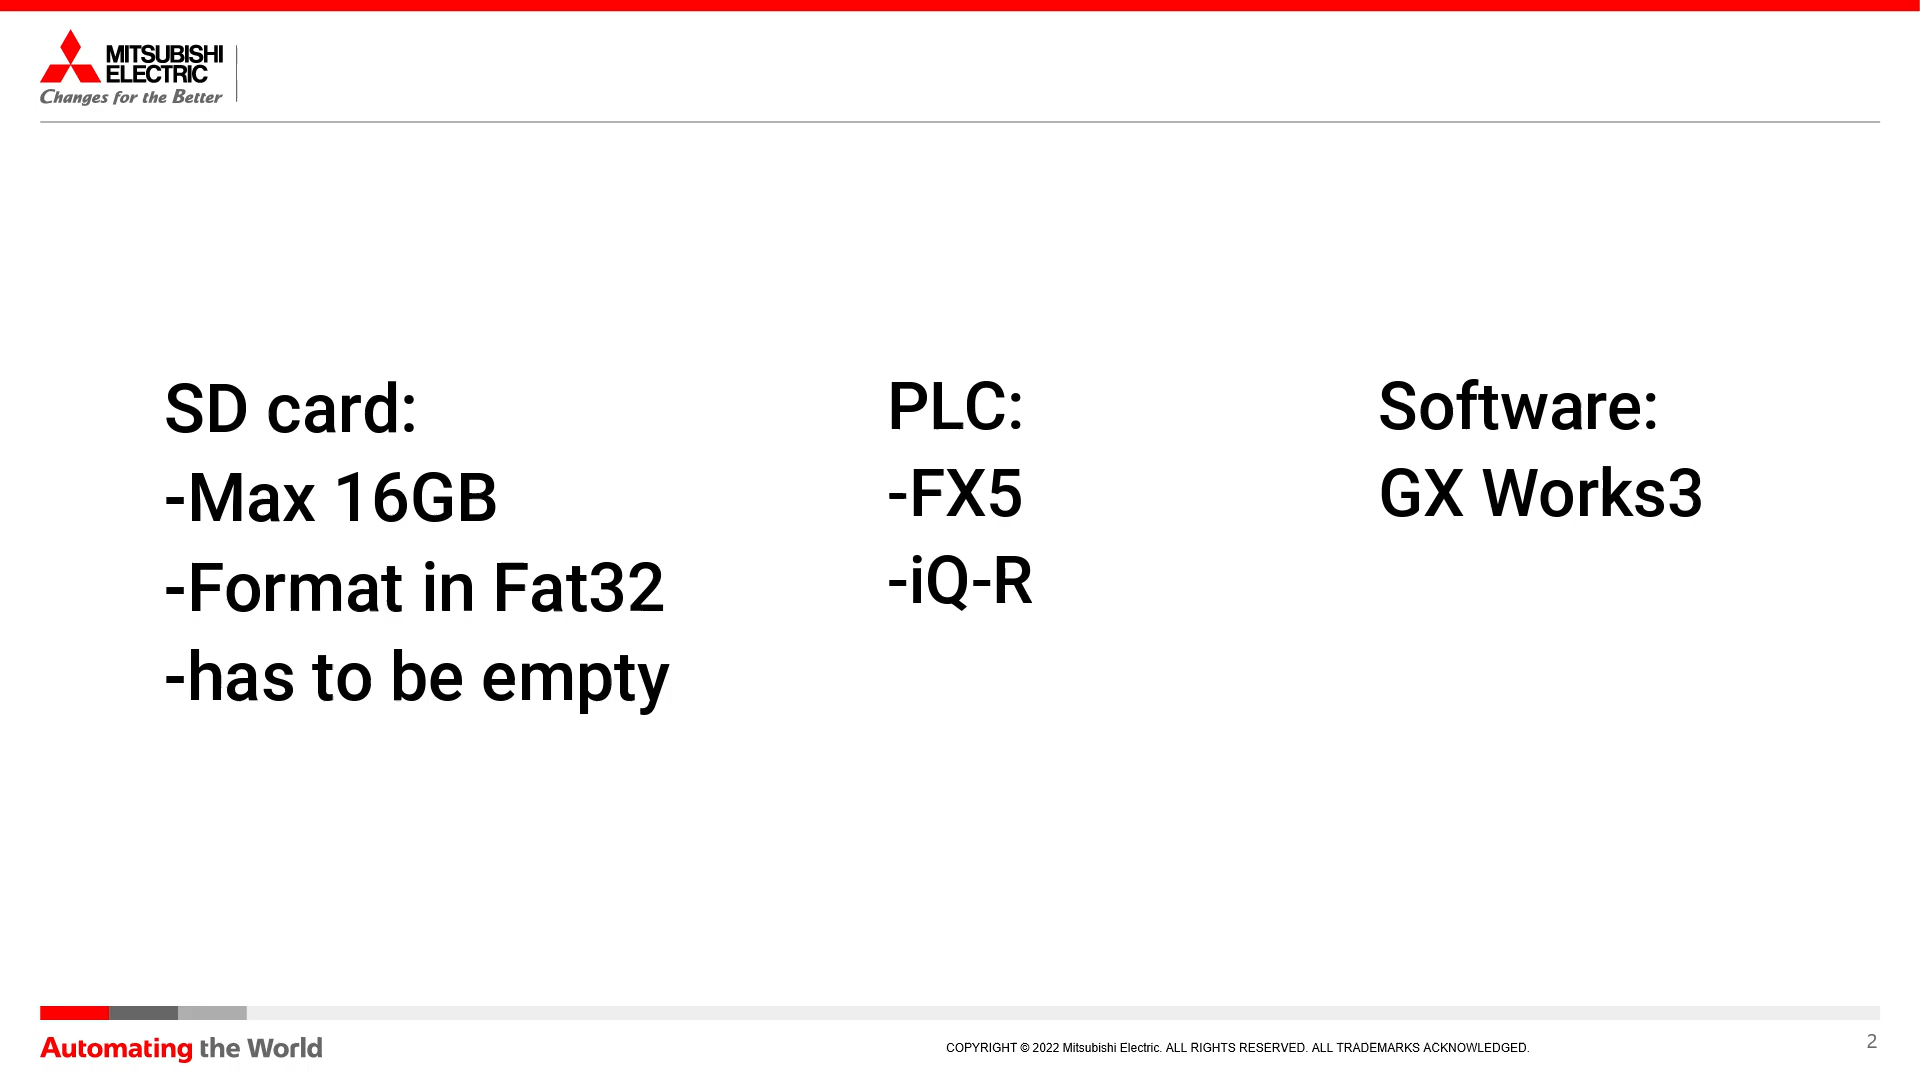 MITSUBISHI
ELECTRIC
Changes for the Better
SD card:
-Max 16GB
-Format in Fat32
-has to be empty
PLC:
-FX5
-iQ-R
Software:
GX Works3
Automating the World
COPYRIGHT © 2022 Mitsubishi Electric. ALL RIGHTS RESERVED. ALL TRADEMARKS ACKNOWLEDGED.
2